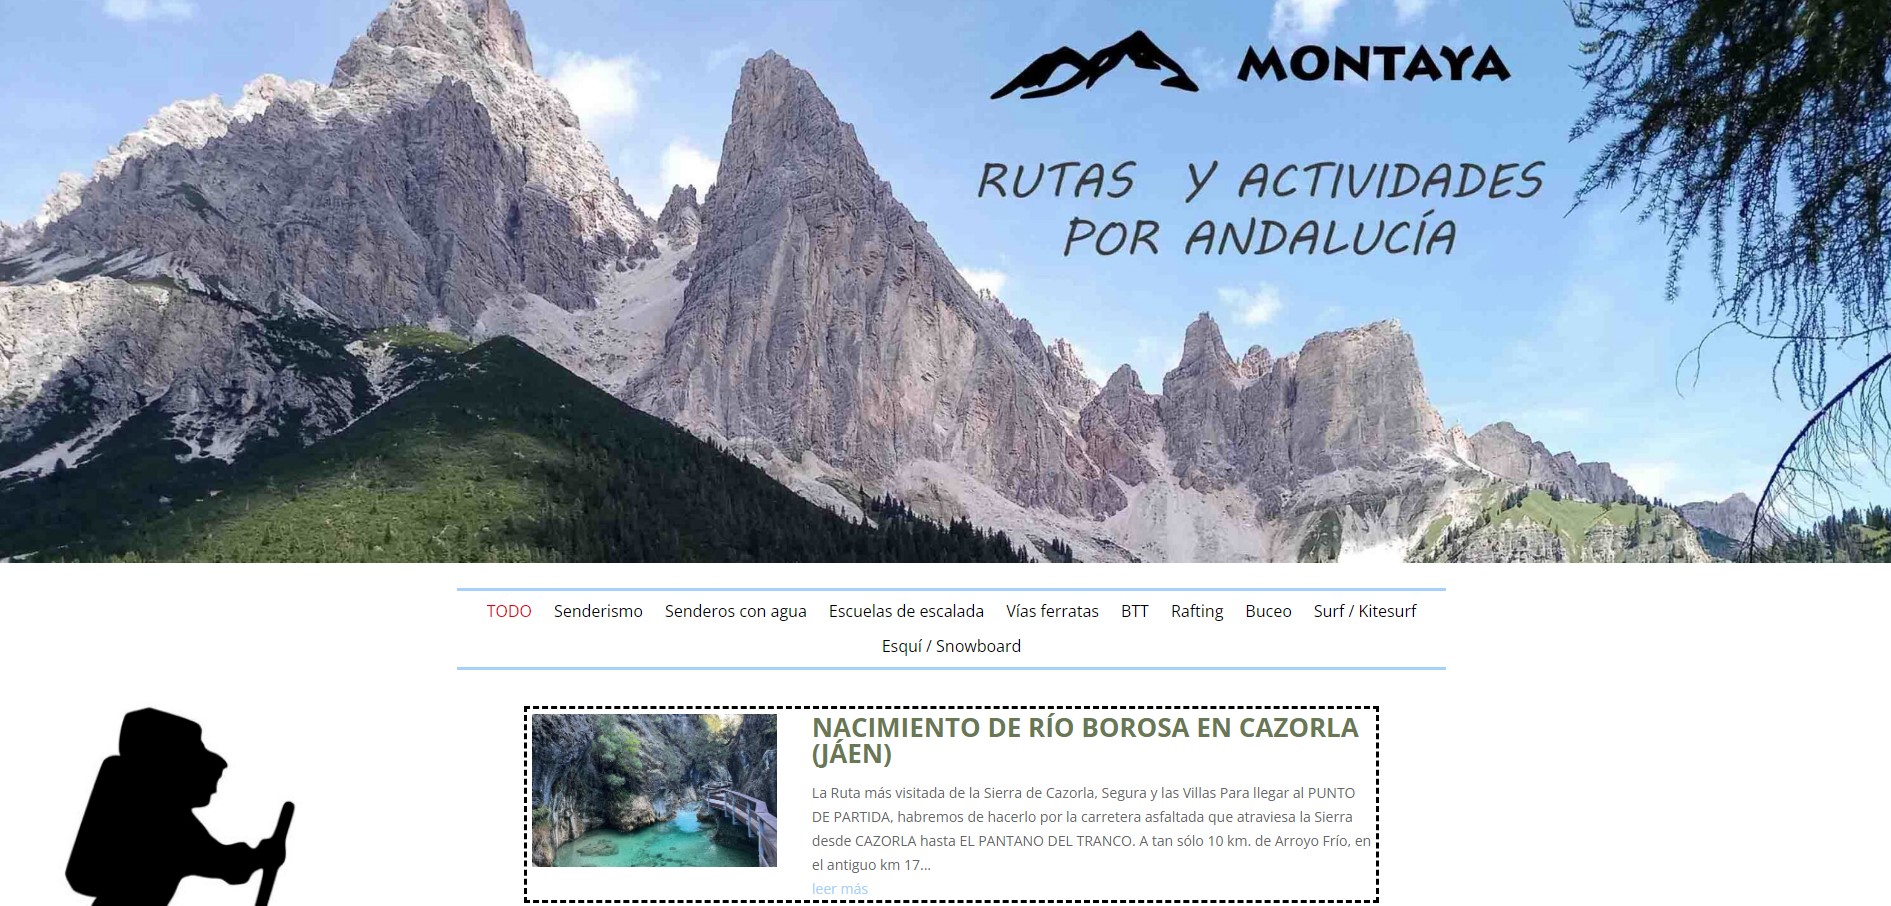 MONTAYA
RUTAS Y ACTIVIDADES
POR ANDALUCÍA
TODO Senderismo Senderos con agua Escuelas de escalada Vías ferratas BTT Rafting Buceo Surf / Kitesurf
Esquí / Snowboard
NACIMIENTO DE RÍO BOROSA EN CAZORLA
(JÁEN)
La Ruta más visitada de la Sierra de Cazorla, Segura y las Villas Para llegar al PUNTO
DE PARTIDA, habremos de hacerlo por la carretera asfaltada que atraviesa la Sierra
desde CAZORLA hasta EL PANTANO DEL TRANCO. A tan sólo 10 km. de Arroyo Frío, en
el antiguo km 17...
leer más